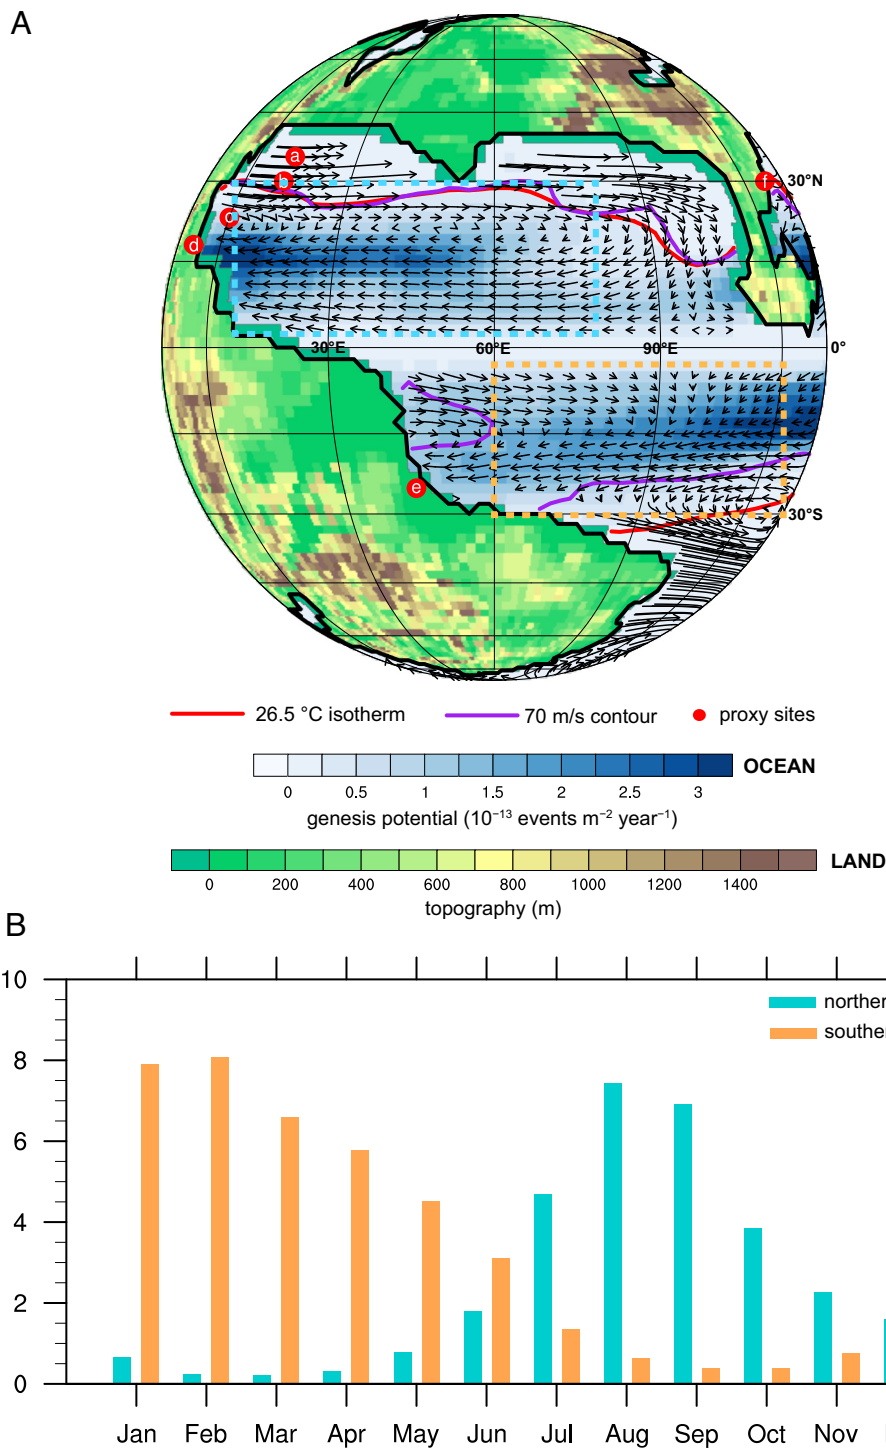 A
a
b
c
d
f
30°N
30°E
60°E
90°E
0°
e
30°S
26.5 °C isotherm
70 m/s contour
proxy sites
OCEAN
0 0.5 1 1.5 2 2.5 3
genesis potential (10⁻¹³ events m⁻² year⁻¹)
LAND
0 200 400 600 800 1000 1200 1400
topography (m)
B
10
8
6
4
2
0
norther
souther
Jan Feb Mar Apr May Jun Jul Aug Sep Oct Nov